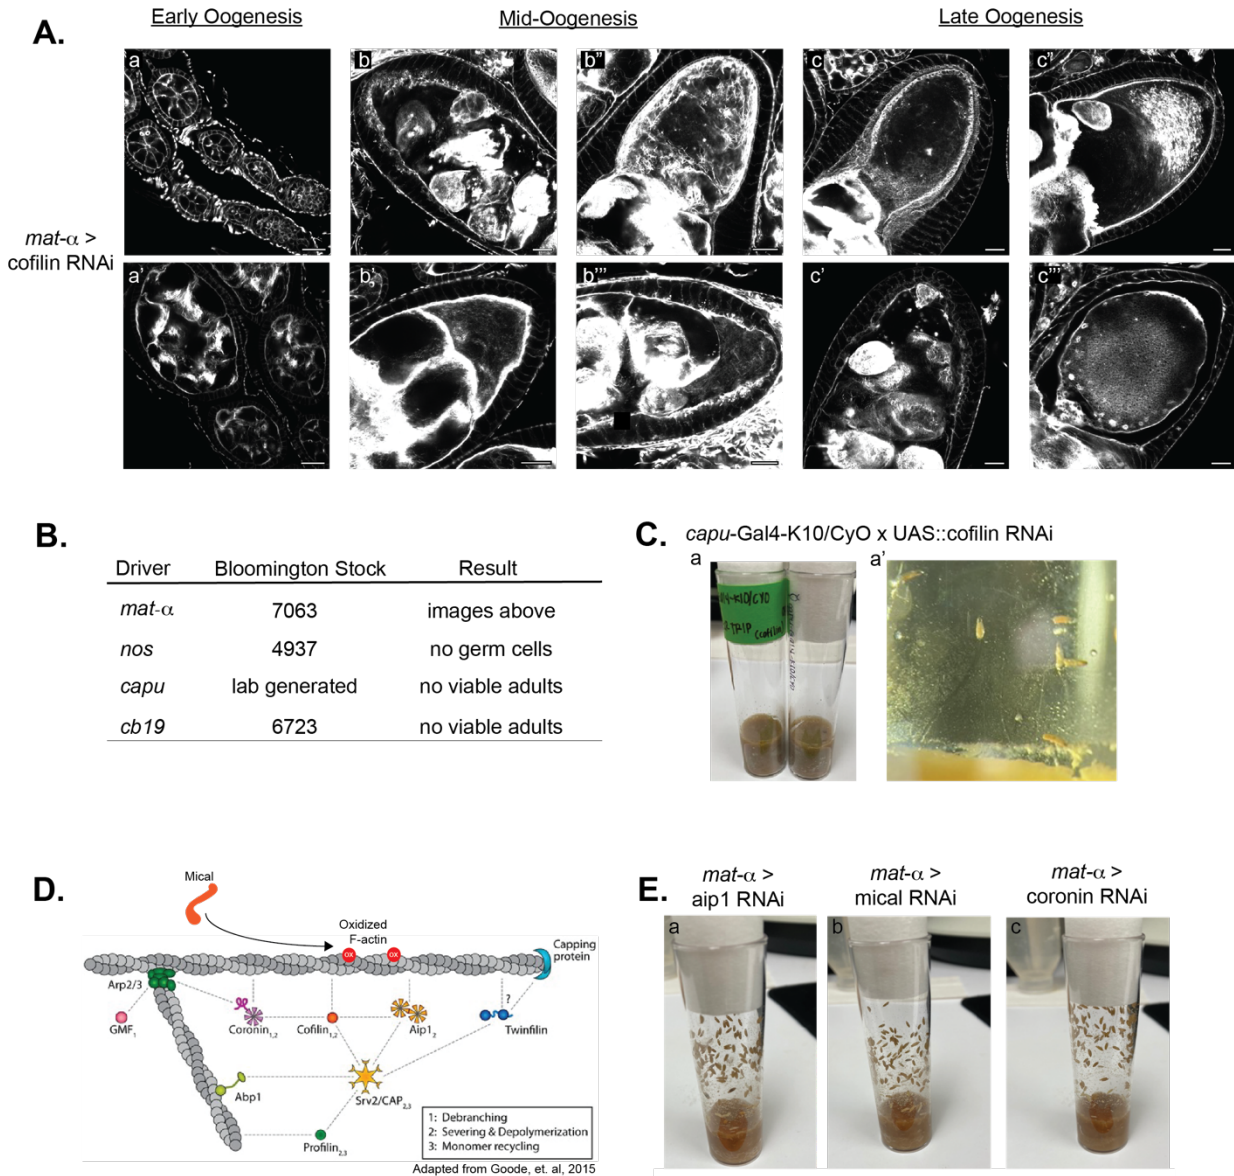 Early Oogenesis
Mid-Oogenesis
Late Oogenesis
A.
a
b
b"
c
c"
mat-α >
cofilin RNAi
a'
b'
b'''
c'
c'''
B.
Driver Bloomington Stock Result
mat-α 7063 images above
nos 4937 no germ cells
capu lab generated no viable adults
cb19 6723 no viable adults
C. capu-Gal4-K10/CyO x UAS::cofilin RNAi
a
a'
D.
Mical
Oxidized
F-actin
ox
ox
Capping
protein
Arp2/3
?
GMF1
Coronin1,2
Cofilin1,2
Aip12
Twinfilin
Abp1
Srv2/CAP2,3
Profilin2,3
1: Debranching
2: Severing & Depolymerization
3: Monomer recycling
Adapted from Goode, et. al, 2015
E.
mat-α >
aip1 RNAi
mat-α >
mical RNAi
mat-α >
coronin RNAi
a
b
c